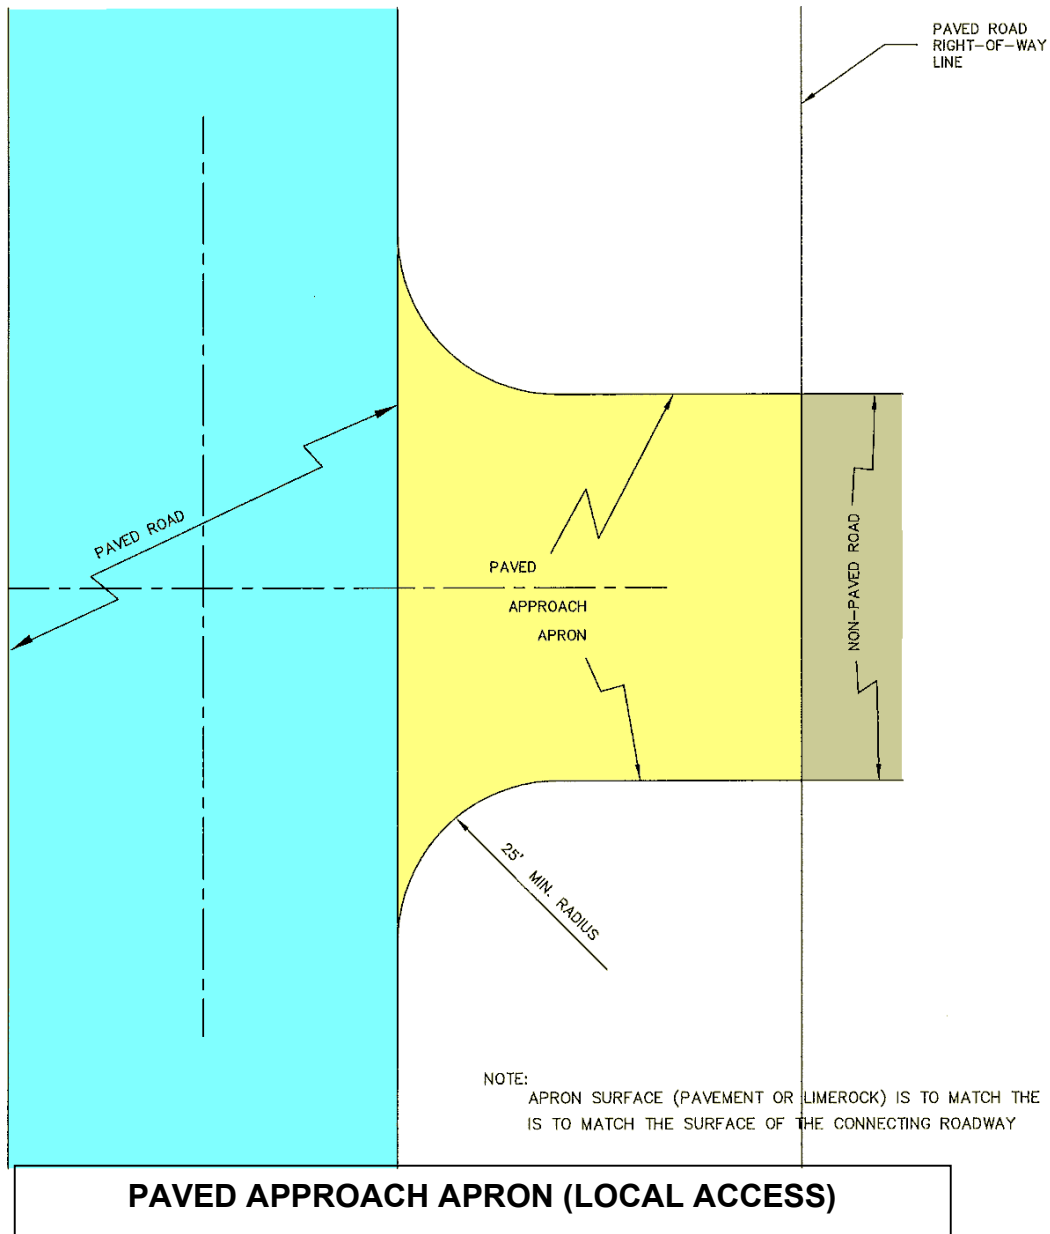 PAVED ROAD
RIGHT-OF-WAY
LINE
PAVED ROAD
PAVED
APPROACH
APRON
NON-PAVED ROAD
25' MIN. RADIUS
NOTE:
APRON SURFACE (PAVEMENT OR LIMEROCK) IS TO MATCH THE
IS TO MATCH THE SURFACE OF THE CONNECTING ROADWAY
PAVED APPROACH APRON (LOCAL ACCESS)